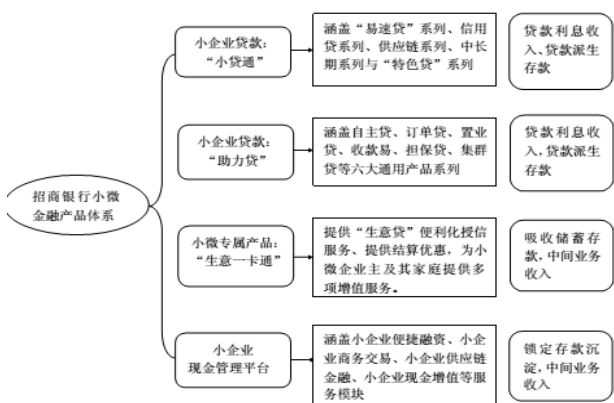 小企业贷款：
“小贷通”
涵盖“易速贷”系列、信用
贷系列、供应链系列、中长
期系列与“特色贷”系列
贷款利息收
入、贷款派生
存款
小企业贷款：
“助力贷”
涵盖自主贷、订单贷、置业
贷、收款易、担保贷、集群
贷等六大通用产品系列
贷款利息收
入,贷款派生
存款
招商银行小微
金融产品体系
小微专属产品：
“生意一卡通”
提供“生意贷”便利化授信
服务、提供结算优惠，为小
微企业主及其家庭提供多
项增值服务。
吸收储蓄存
款,中间业务
收入
小企业
现金管理平台
涵盖小企业便捷融资、小企
业商务交易、小企业供应链
金融、小企业现金增值等服
务模块
锁定存款沉
淀,中间业务
收入